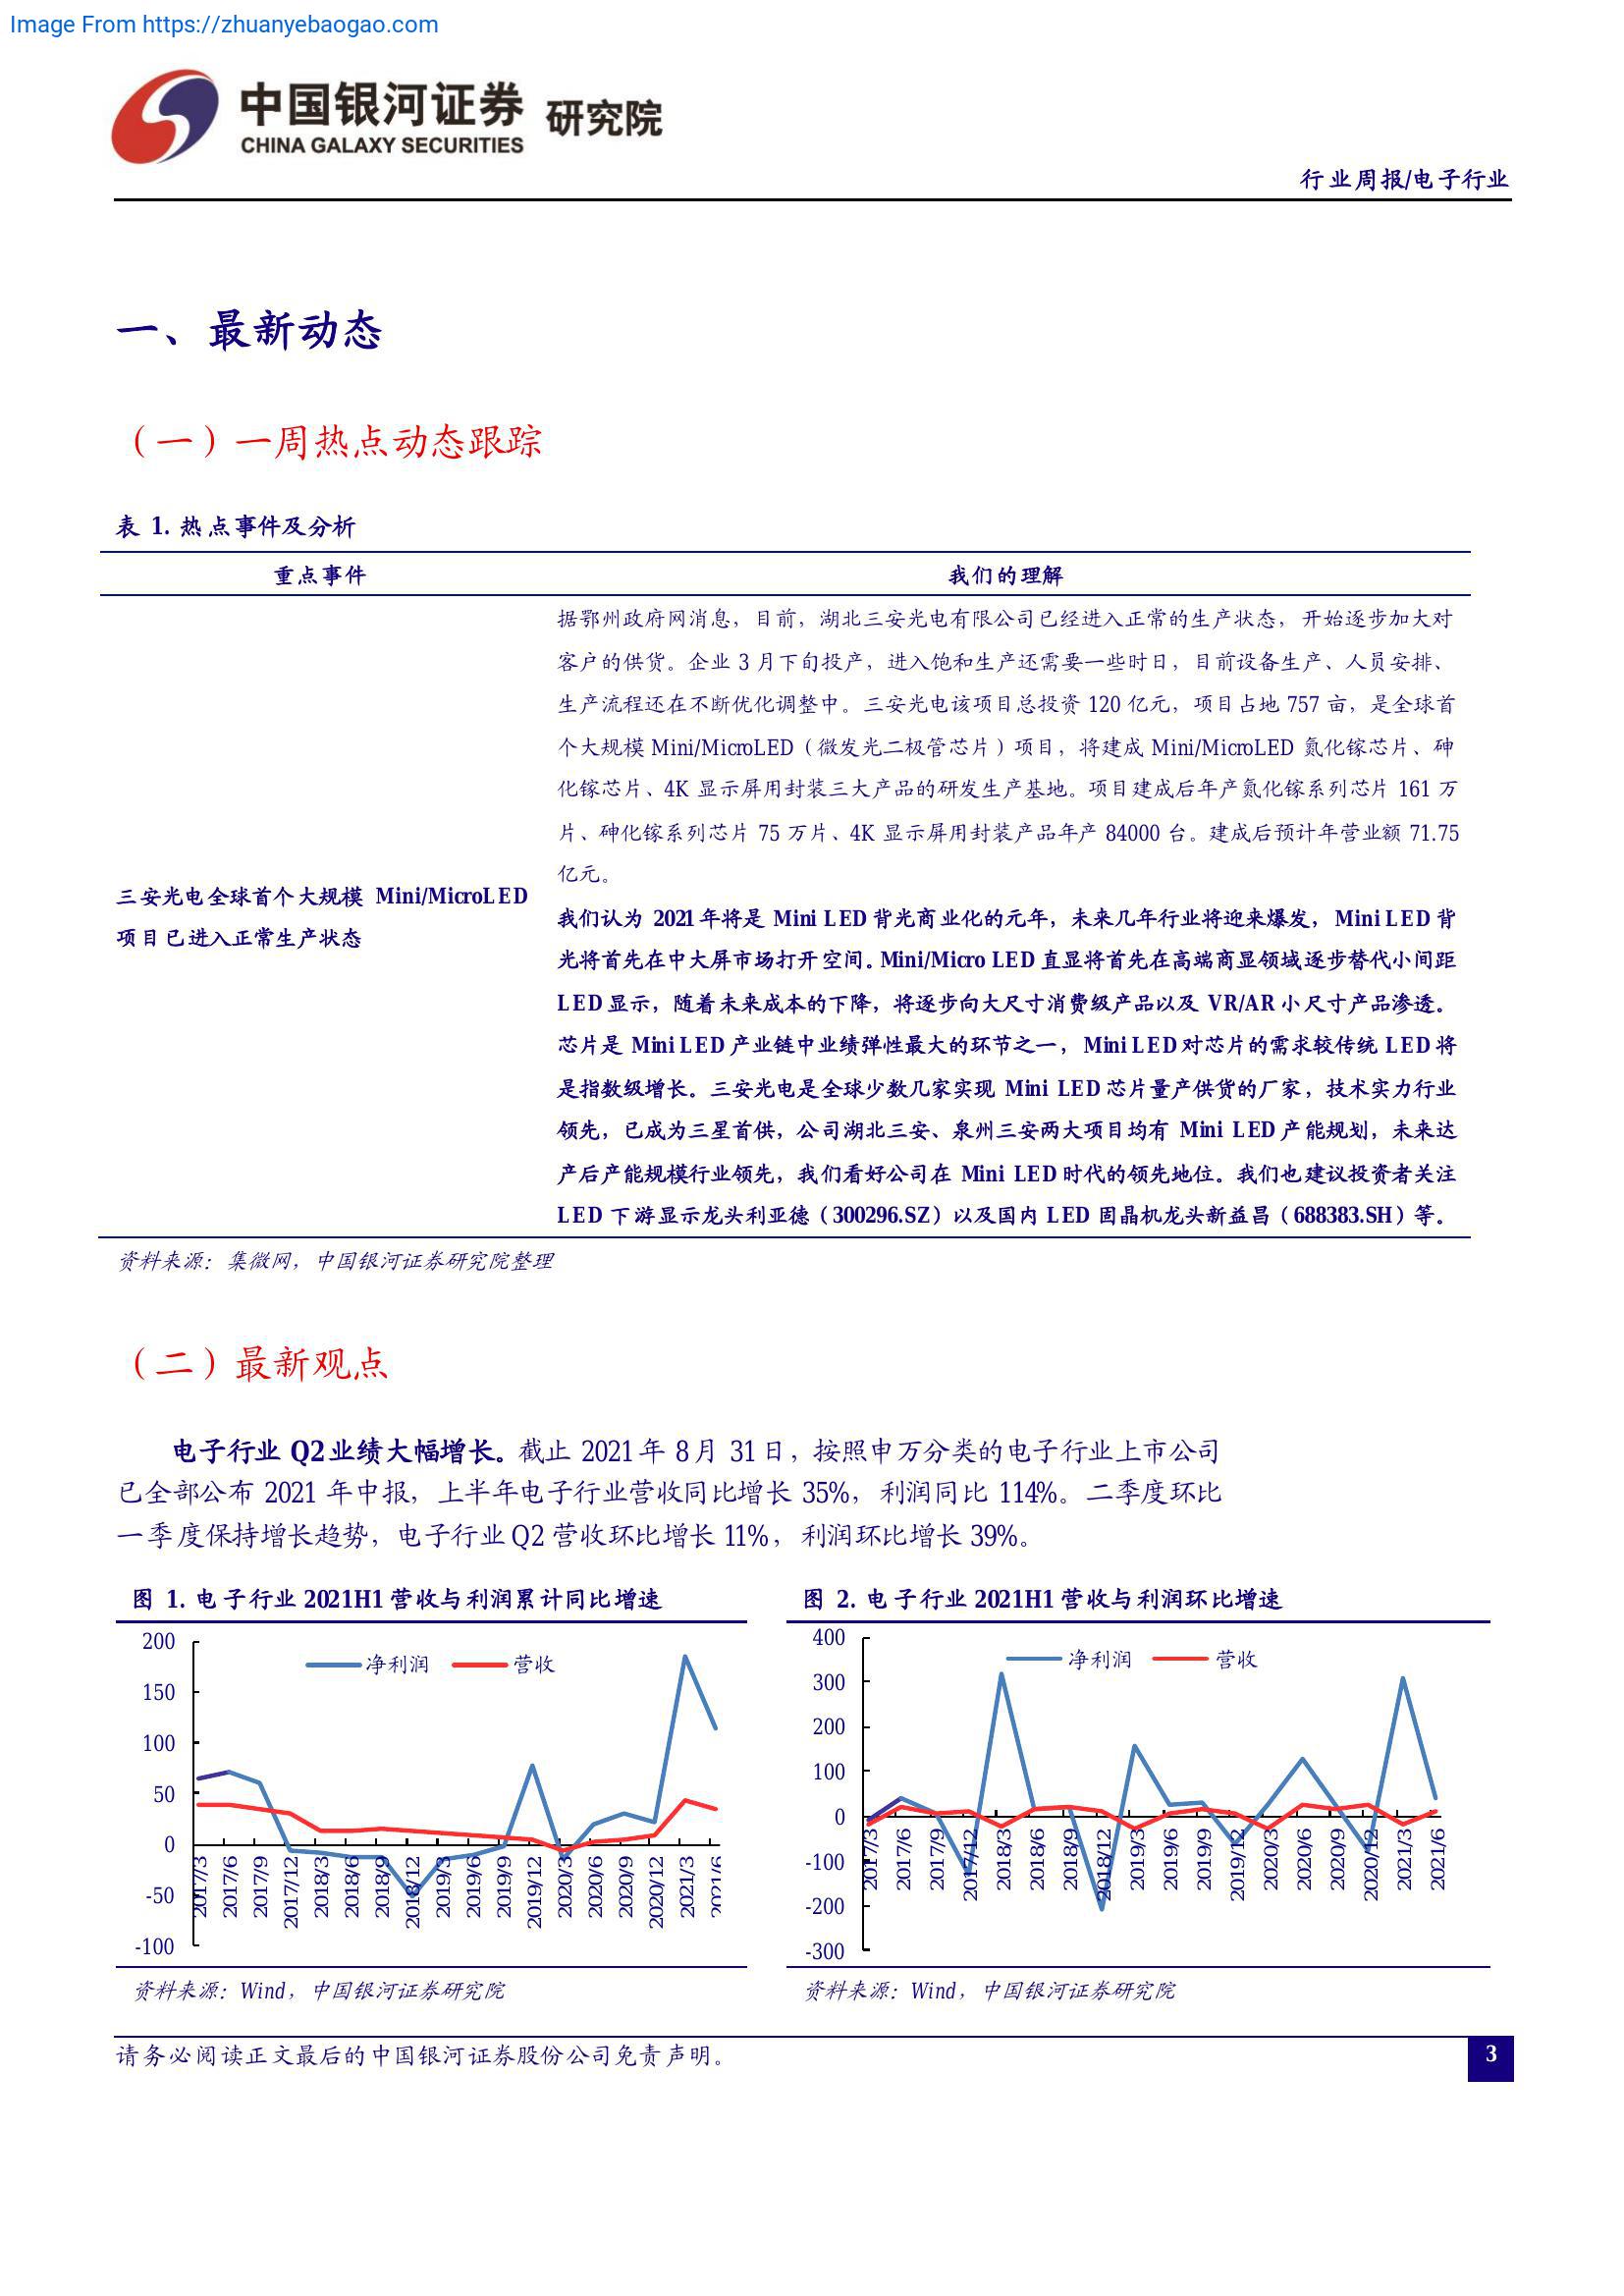 Image From https://zhuanyebaogao.com
中国银河证券 研究院
CHINA GALAXY SECURITIES
行业周报/电子行业
一、最新动态
（一）一周热点动态跟踪
表 1. 热点事件及分析
重点事件 我们的理解
三安光电全球首个大规模 Mini/MicroLED
项目已进入正常生产状态
据鄂州政府网消息，目前，湖北三安光电有限公司已经进入正常的生产状态，开始逐步加大对
客户的供货。企业 3 月下旬投产，进入饱和生产还需要一些时日，目前设备生产、人员安排、
生产流程还在不断优化调整中。三安光电该项目总投资 120 亿元，项目占地 757 亩，是全球首
个大规模 Mini/MicroLED（微发光二极管芯片）项目，将建成 Mini/MicroLED 氮化镓芯片、砷
化镓芯片、4K 显示屏用封装三大产品的研发生产基地。项目建成后年产氮化镓系列芯片 161 万
片、砷化镓系列芯片 75 万片、4K 显示屏用封装产品年产 84000 台。建成后预计年营业额 71.75
亿元。
我们认为 2021 年将是 Mini LED 背光商业化的元年，未来几年行业将迎来爆发，Mini LED 背
光将首先在中大屏市场打开空间。Mini/Micro LED 直显将首先在高端商显领域逐步替代小间距
LED 显示，随着未来成本的下降，将逐步向大尺寸消费级产品以及 VR/AR 小尺寸产品渗透。
芯片是 Mini LED 产业链中业绩弹性最大的环节之一，Mini LED 对芯片的需求较传统 LED 将
是指数级增长。三安光电是全球少数几家实现 Mini LED 芯片量产供货的厂家，技术实力行业
领先，已成为三星首供，公司湖北三安、泉州三安两大项目均有 Mini LED 产能规划，未来达
产后产能规模行业领先，我们看好公司在 Mini LED 时代的领先地位。我们也建议投资者关注
LED 下游显示龙头利亚德（300296.SZ）以及国内 LED 固晶机龙头新益昌（688383.SH）等。
资料来源：集微网，中国银河证券研究院整理
（二）最新观点
电子行业 Q2 业绩大幅增长。截止 2021 年 8 月 31 日，按照申万分类的电子行业上市公司
已全部公布 2021 年中报，上半年电子行业营收同比增长 35%，利润同比 114%。二季度环比
一季度保持增长趋势，电子行业 Q2 营收环比增长 11%，利润环比增长 39%。
图 1. 电子行业 2021H1 营收与利润累计同比增速
净利润 营收
200
150
100
50
0
-50
-100
2017/3 2017/6 2017/9 2017/12 2018/3 2018/6 2018/9 2018/12 2019/3 2019/6 2019/9 2019/12 2020/3 2020/6 2020/9 2020/12 2021/3 2021/6
资料来源：Wind，中国银河证券研究院
图 2. 电子行业 2021H1 营收与利润环比增速
净利润 营收
400
300
200
100
0
-100
-200
-300
2017/3 2017/6 2017/9 2017/12 2018/3 2018/6 2018/9 2018/12 2019/3 2019/6 2019/9 2019/12 2020/3 2020/6 2020/9 2020/12 2021/3 2021/6
资料来源：Wind，中国银河证券研究院
请务必阅读正文最后的中国银河证券股份公司免责声明。
3